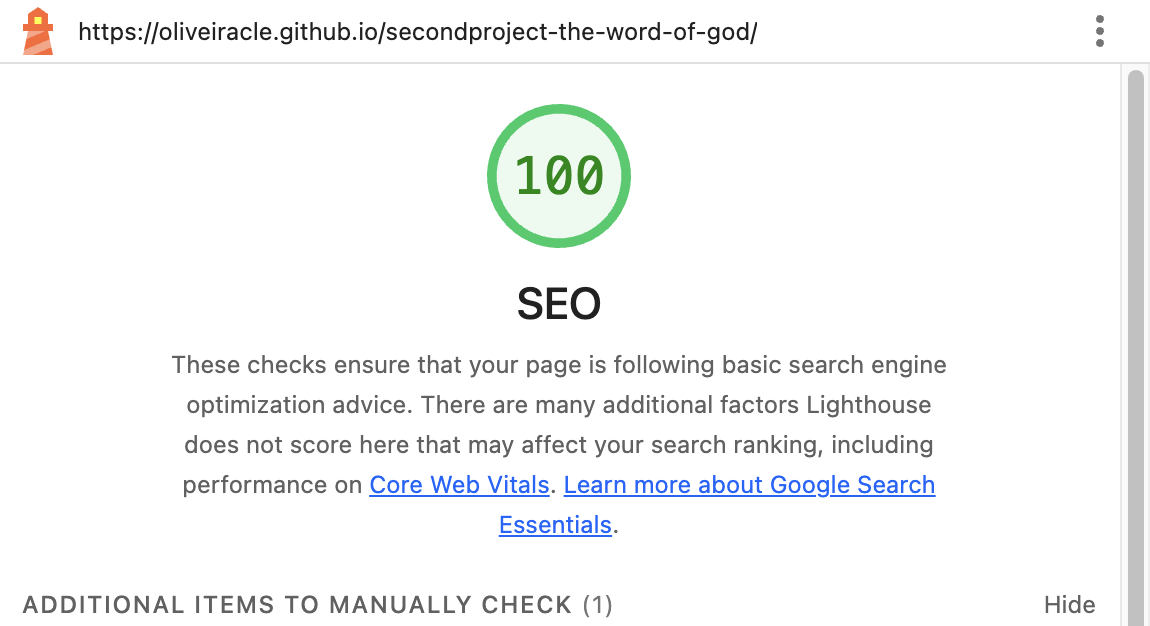 https://oliveiracle.github.io/secondproject-the-word-of-god/
100
SEO
These checks ensure that your page is following basic search engine
optimization advice. There are many additional factors Lighthouse
does not score here that may affect your search ranking, including
performance on Core Web Vitals. Learn more about Google Search
Essentials.
ADDITIONAL ITEMS TO MANUALLY CHECK (1) Hide